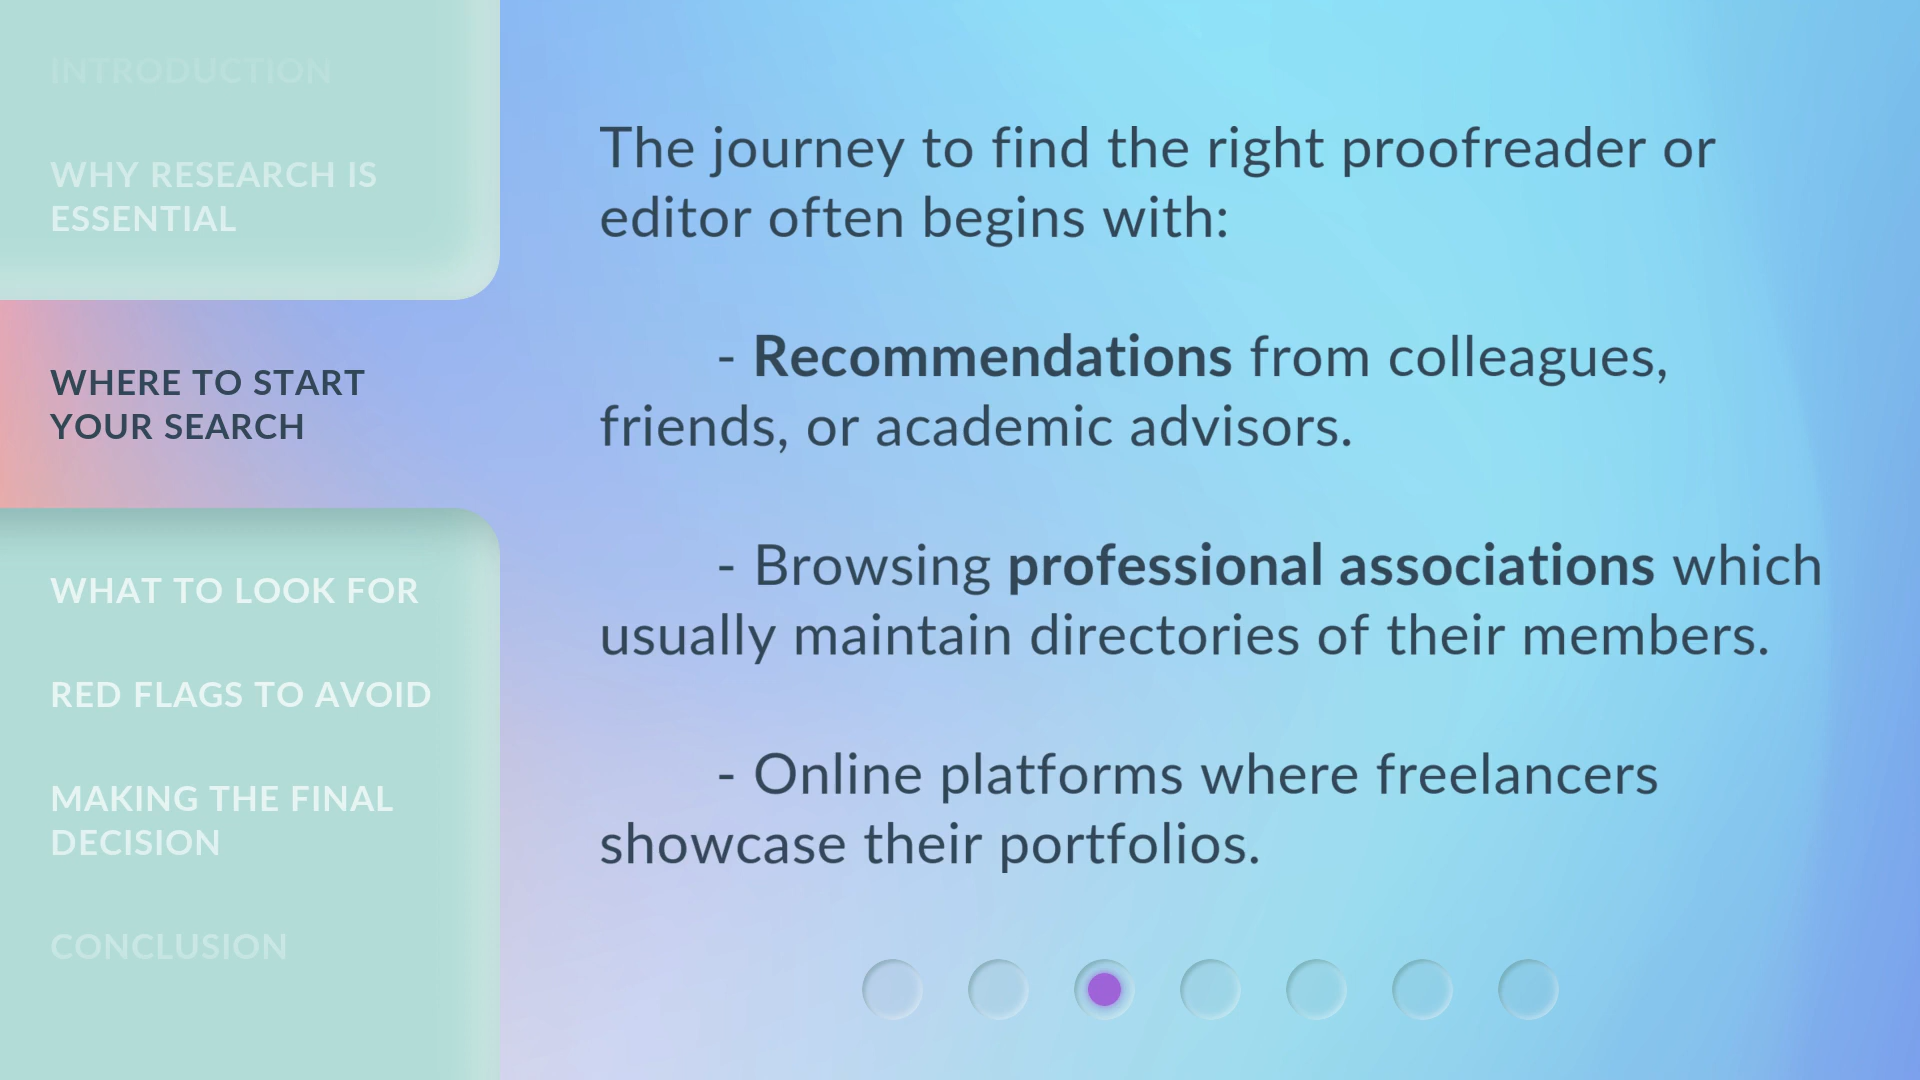 INTRODUCTION
WHY RESEARCH IS
ESSENTIAL
WHERE TO START
YOUR SEARCH
WHAT TO LOOK FOR
RED FLAGS TO AVOID
MAKING THE FINAL
DECISION
CONCLUSION
The journey to find the right proofreader or
editor often begins with:
- Recommendations from colleagues,
friends, or academic advisors.
- Browsing professional associations which
usually maintain directories of their members.
- Online platforms where freelancers
showcase their portfolios.